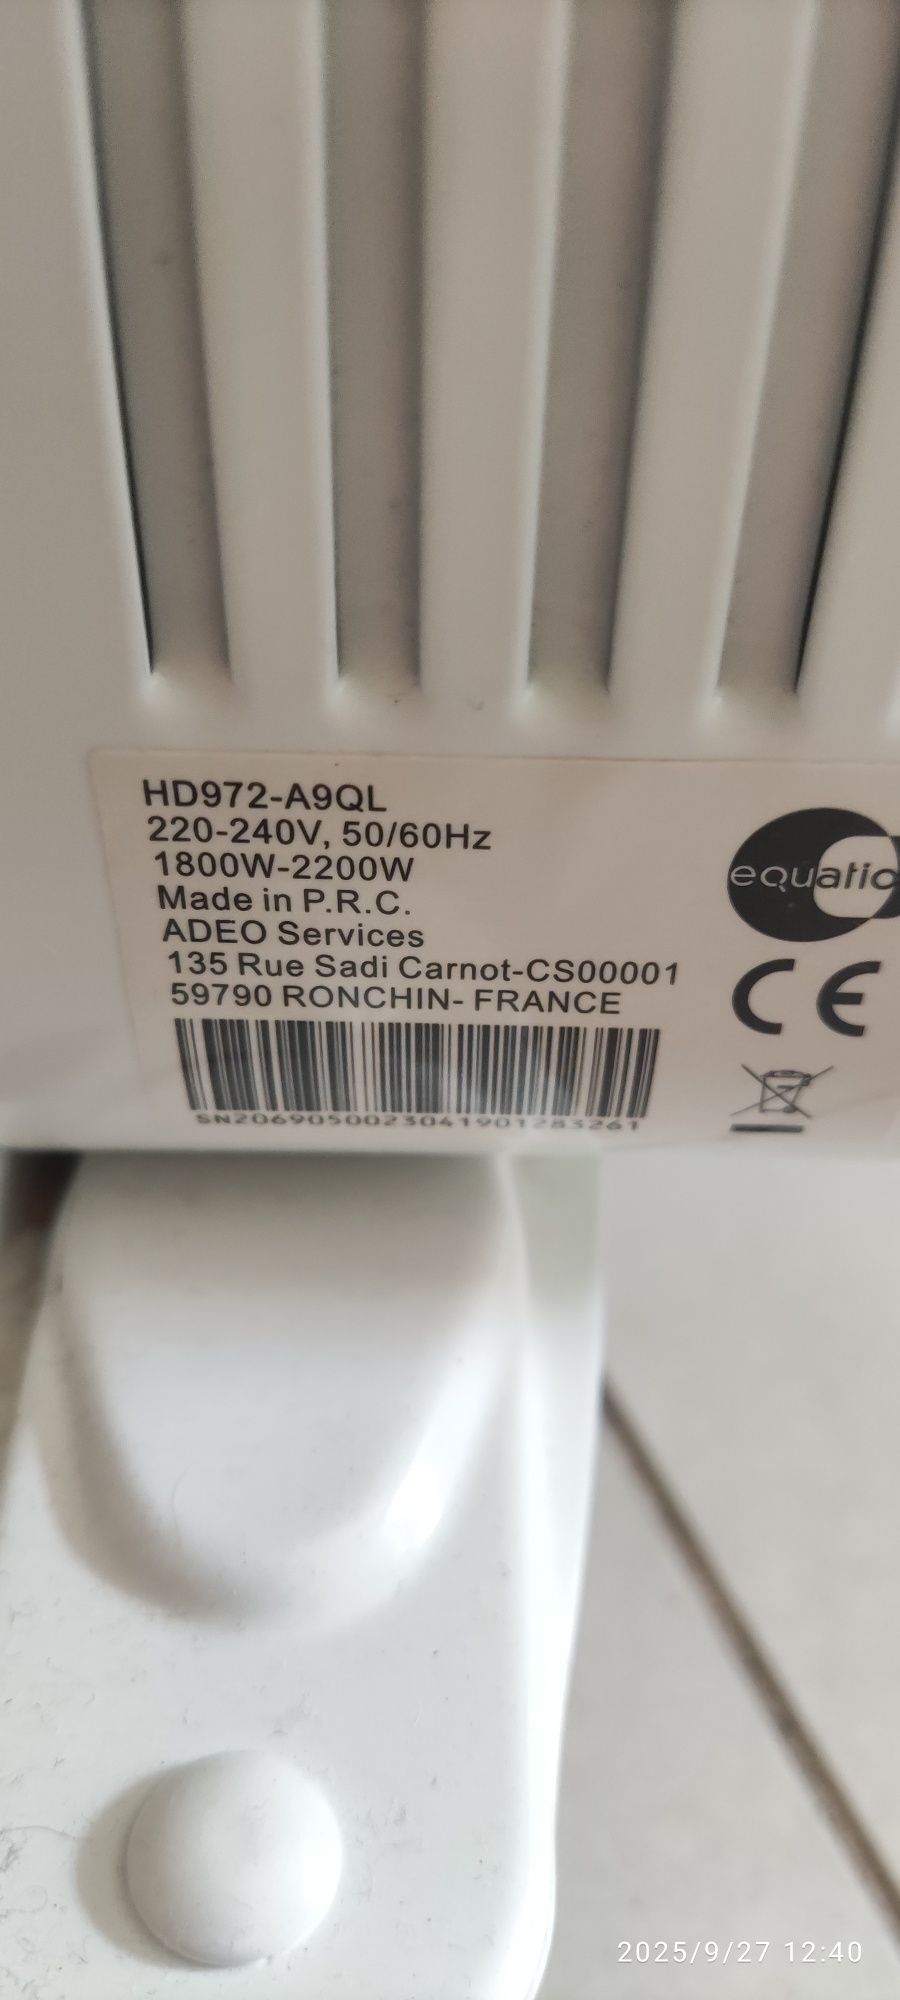 HD972-A9QL
220-240V, 50/60Hz
1800W-2200W
Made in P.R.C.
ADEO Services
135 Rue Sadi Carnot-CS00001
59790 RONCHIN- FRANCE
SN2069050023041901283261
equatio
CE
2025/9/27 12:40